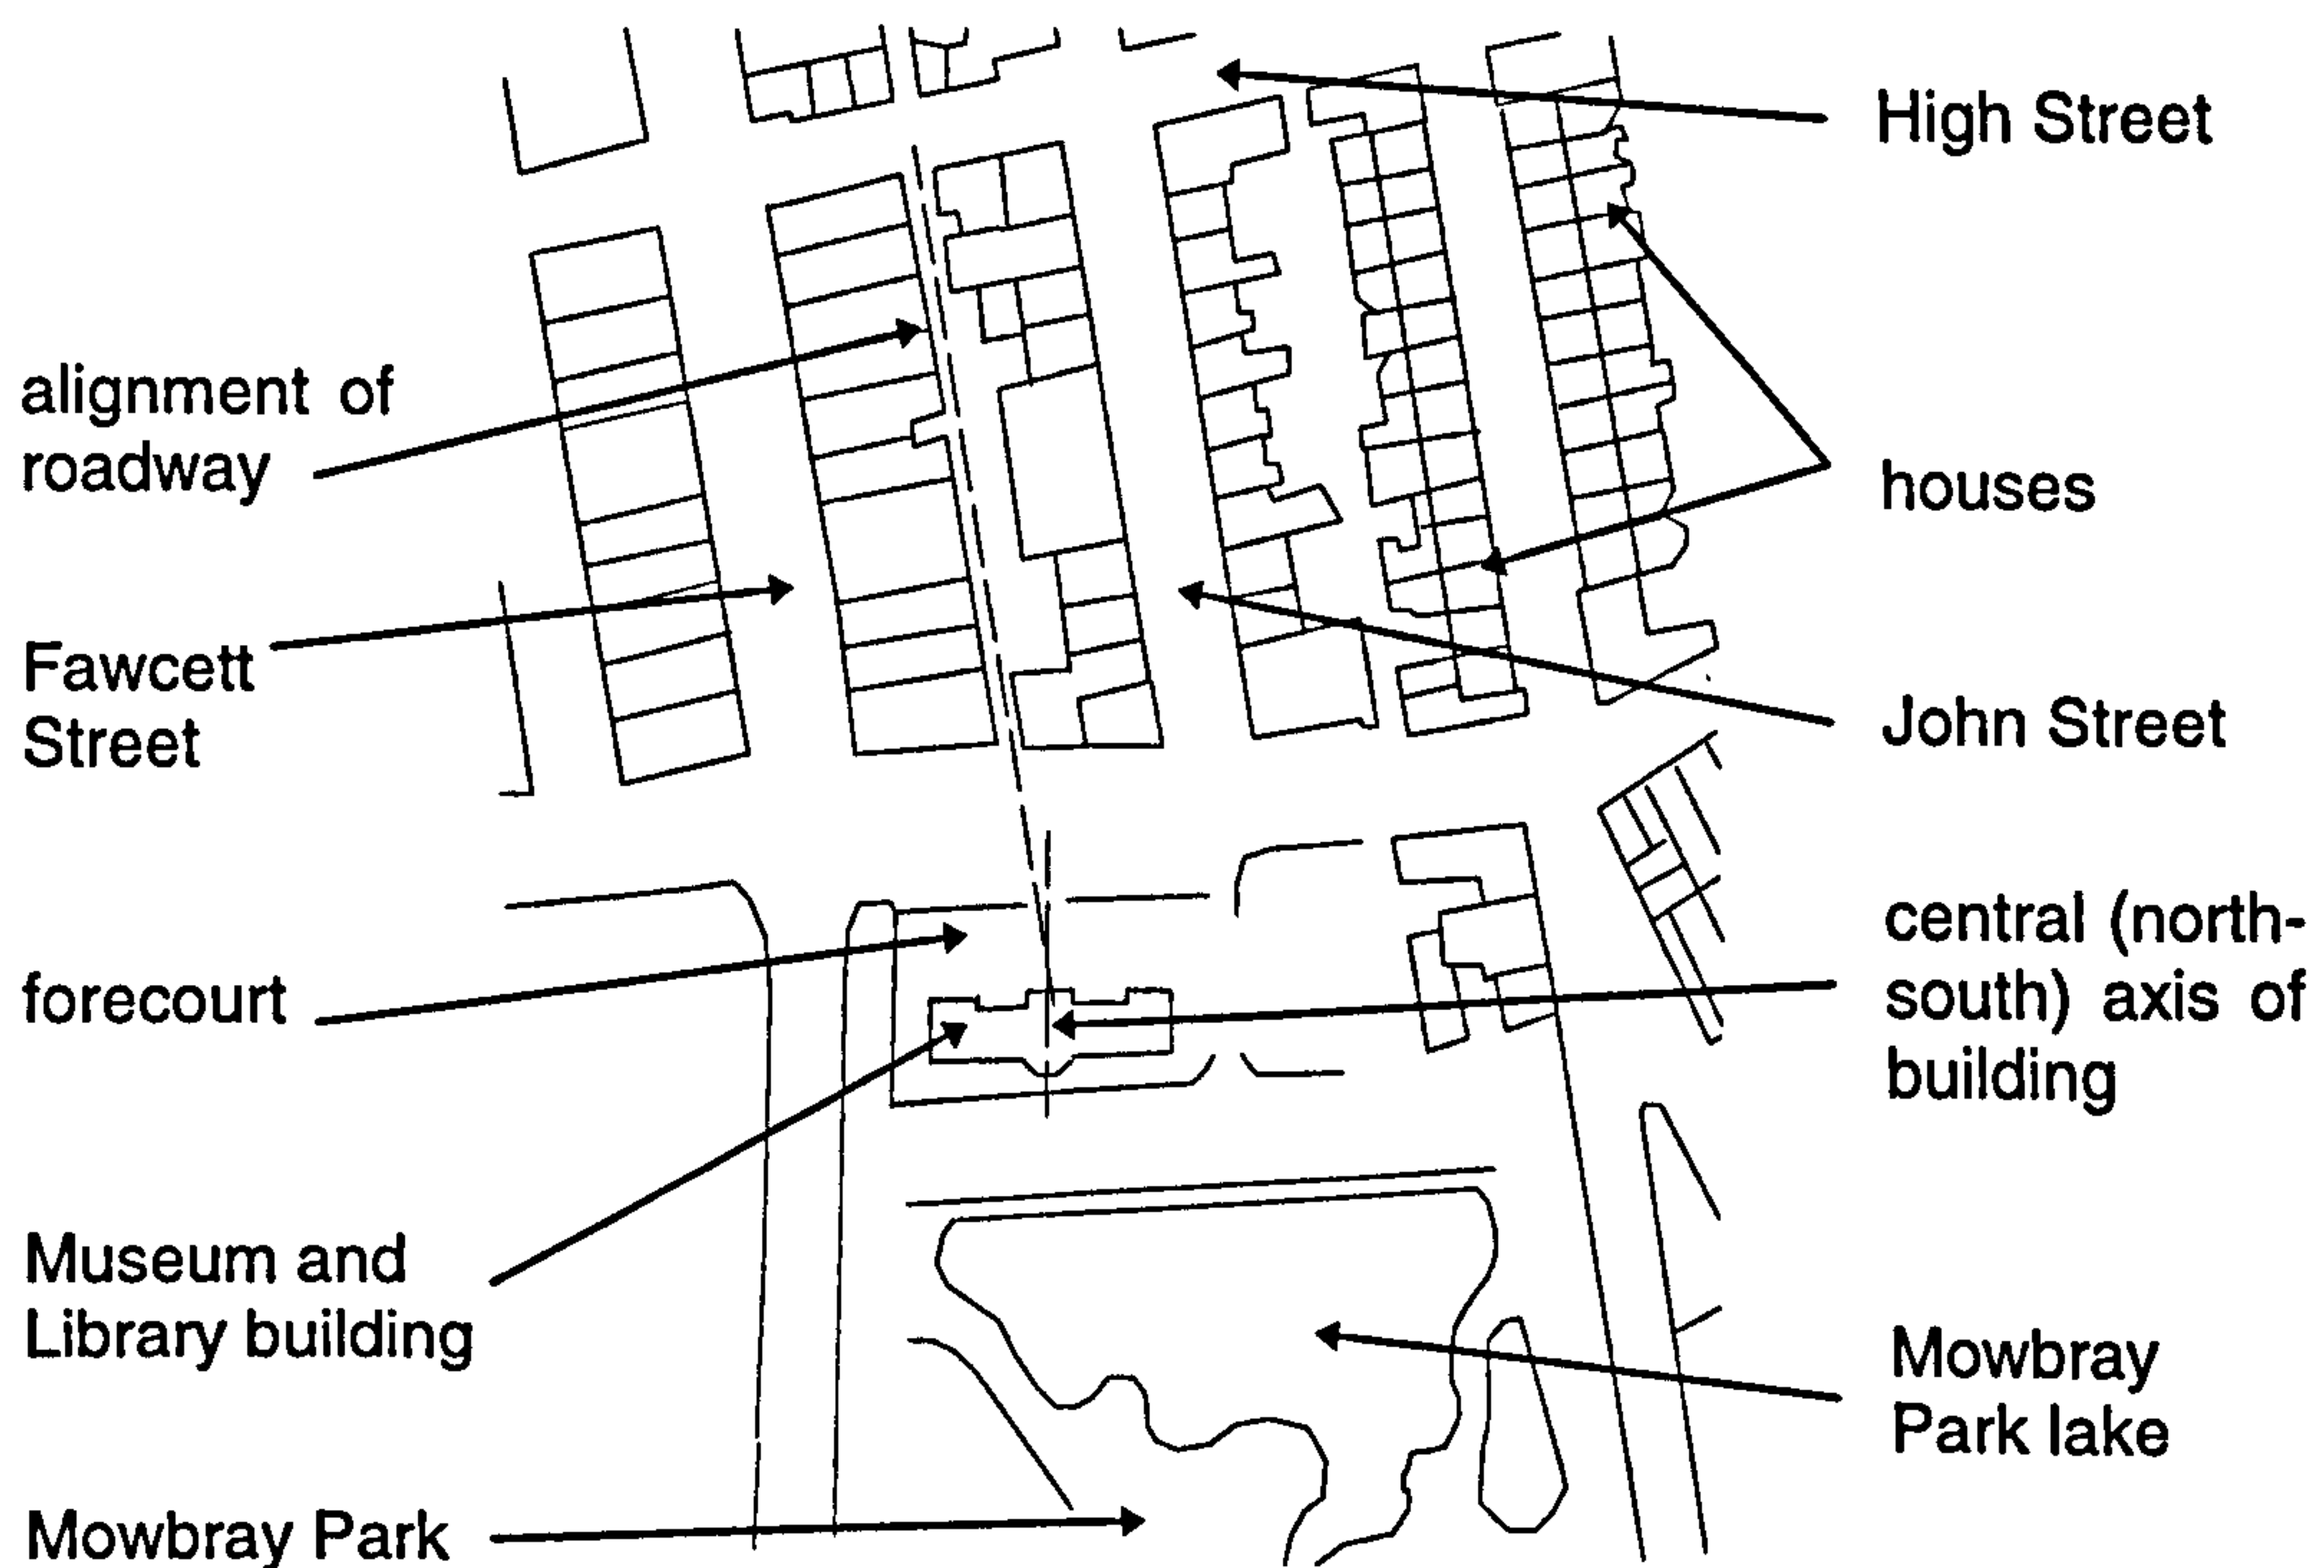 High Street
alignment of
roadway
houses
Fawcett
Street
John Street
forecourt
central (north-
south) axis of
building
Museum and
Library building
Mowbray
Park lake
Mowbray Park